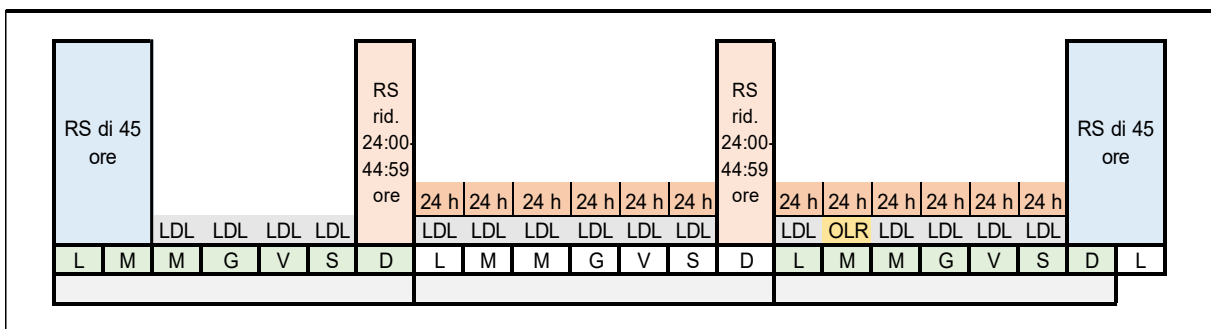 RS di 45
ore
RS
rid.
24:00-
44:59
ore
RS
rid.
24:00-
44:59
ore
RS di 45
ore
24 h 24 h 24 h 24 h 24 h 24 h 24 h 24 h 24 h 24 h 24 h 24 h
LDL LDL LDL LDL LDL LDL LDL LDL LDL LDL LDL OLR LDL LDL LDL LDL
L M M G V S D L M M G V S D L M M G V S D L